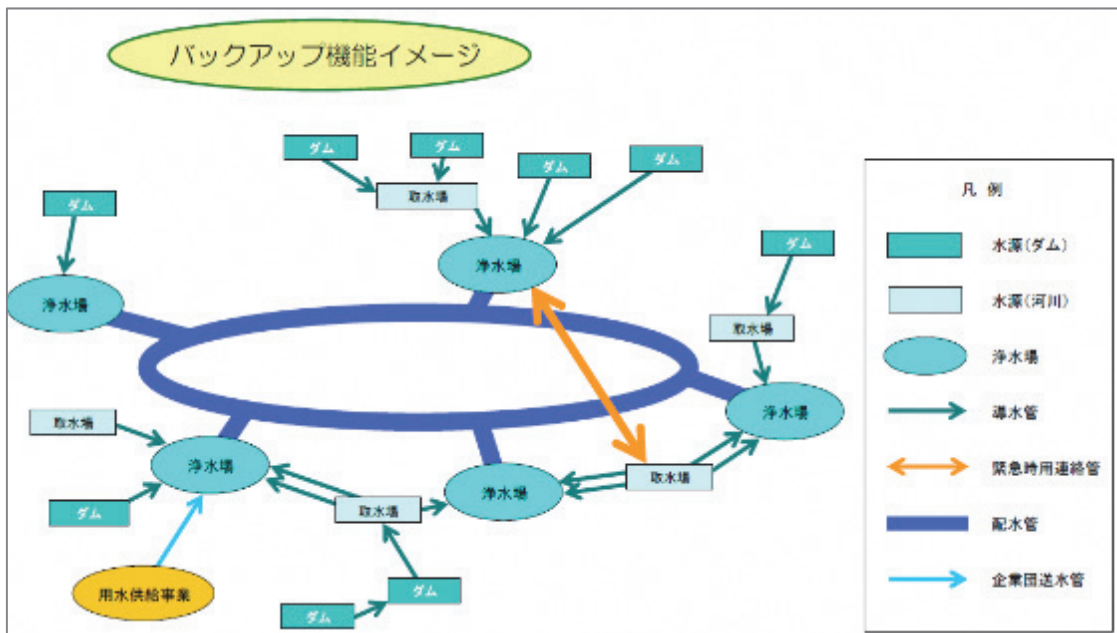 バックアップ機能イメージ
ダム
ダム
ダム
ダム
取水場
ダム
浄水場
浄水場
ダム
取水場
浄水場
取水場
浄水場
ダム
取水場
浄水場
取水場
用水供給事業
ダム
ダム
凡 例
水源(ダム)
水源(河川)
浄水場
導水管
緊急時用連絡管
配水管
企業団送水管